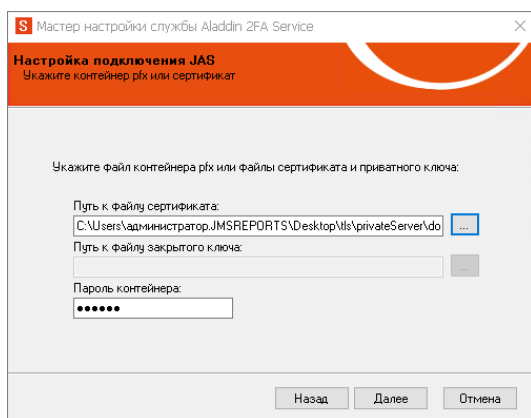 S Мастер настройки службы Aladdin 2FA Service
Настройка подключения JAS
Укажите контейнер pfx или сертификат
Укажите файл контейнера pfx или файлы сертификата и приватного ключа:
Путь к файлу сертификата:
C:\Users\администратор.JMSREPORTS\Desktop\tls\privateServer\do
...
Путь к файлу закрытого ключа:
...
Пароль контейнера:
●●●●●●
Назад Далее Отмена